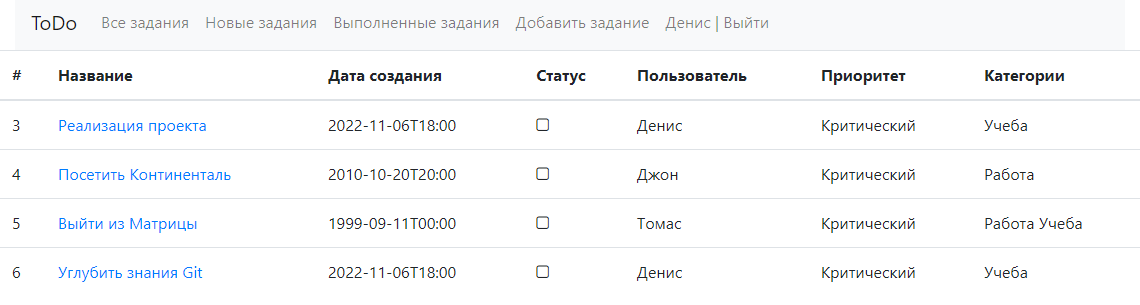 ToDo Все задания Новые задания Выполненные задания Добавить задание Денис | Выйти
# Название Дата создания Статус Пользователь Приоритет Категории
3 Реализация проекта 2022-11-06T18:00 Денис Критический Учеба
4 Посетить Континенталь 2010-10-20T20:00 Джон Критический Работа
5 Выйти из Матрицы 1999-09-11T00:00 Томас Критический Работа Учеба
6 Углубить знания Git 2022-11-06T18:00 Денис Критический Учеба